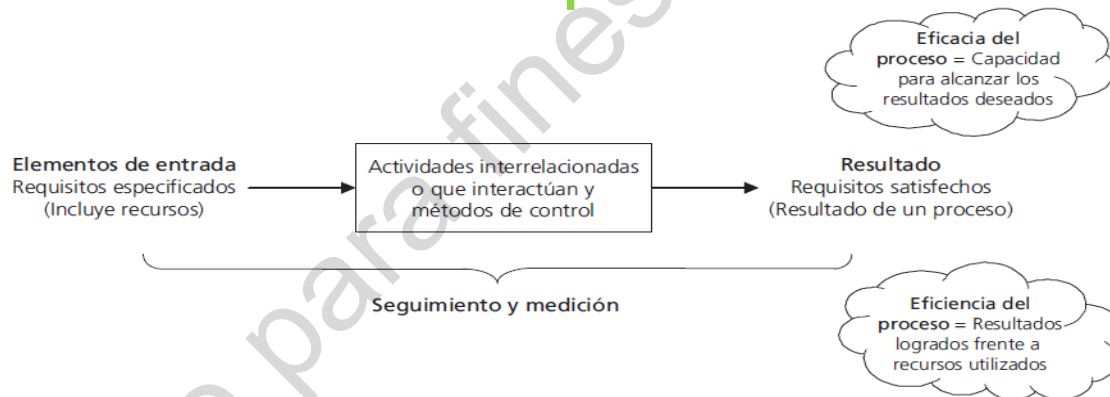 Eficacia del
proceso = Capacidad
para alcanzar los
resultados deseados
Elementos de entrada
Requisitos especificados
(Incluye recursos)
Actividades interrelacionadas
o que interactúan y
métodos de control
Resultado
Requisitos satisfechos
(Resultado de un proceso)
Seguimiento y medición
Eficiencia del
proceso = Resultados
logrados frente a
recursos utilizados
para fines